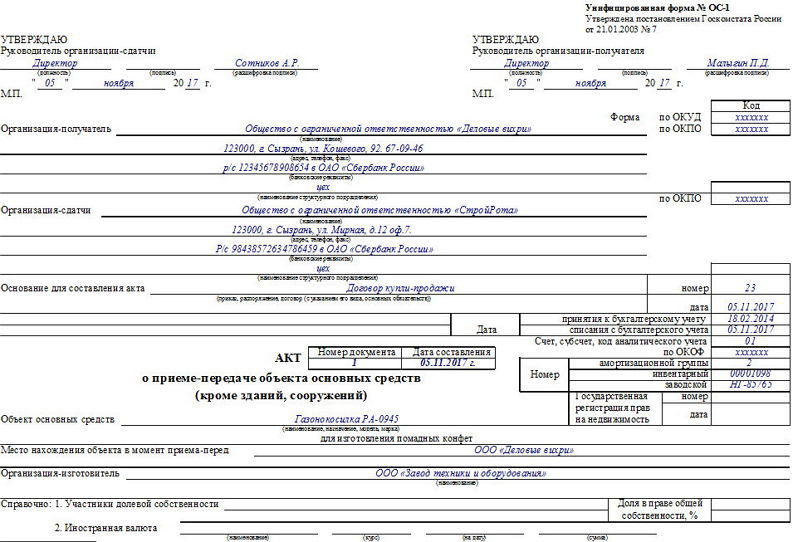 Унифицированная форма № ОС-1
Утверждена постановлением Госкомстата России
от 21.01.2003 № 7
УТВЕРЖДАЮ УТВЕРЖДАЮ
Руководитель организации-сдатчи Руководитель организации-получателя
Директор Сотников А.Р. Директор Малыгин П.Д.
(должность) (подпись) (расшифровка подписи) (должность) (подпись) (расшифровка подписи)
" 05 " ноября 20 17 г. " 05 " ноября 20 17 г.
М.П. М.П.
Код
Форма по ОКУД xxxxxxx
Организация-получатель Общество с ограниченной ответственностью «Деловые вихри» по ОКПО xxxxxxx
(наименование)
123000, г. Сызрань, ул. Кошевого, 92. 67-09-46
(адрес, телефон, факс)
р/с 12345678908654 в ОАО «Сбербанк России»
(банковские реквизиты)
цех
(наименование структурного подразделения) по ОКПО xxxxxxx
Организация-сдатчи Общество с ограниченной ответственностью «СтройРота»
(наименование)
123000, г. Сызрань, ул. Мирная, д.12 оф.7.
(адрес, телефон, факс)
Р/с 98438572634786459 в ОАО «Сбербанк России»
(банковские реквизиты)
цех
(наименование структурного подразделения)
Основание для составления акта Договор купли-продажи номер 23
(приказ, распоряжение, договор (с указанием его вида, основных обязательств))
дата 05.11.2017
Дата принятия к бухгалтерскому учету 18.02.2014
списания с бухгалтерского учета 05.11.2017
Счет, субсчет, код аналитического учета 01
АКТ Номер документа Дата составления по ОКОФ xxxxxxx
1 05.11.2017 г. Номер амортизационной группы 2
о приеме-передаче объекта основных средств инвентарный 00001098
(кроме зданий, сооружений) заводской НГ-85765
Государственная регистрация прав на недвижимость номер
дата
Объект основных средств Газонокосилка РА-0945
(наименование, назначение, модель, марка)
для изготовления помадных конфет
Место нахождения объекта в момент приема-перед ООО «Деловые вихри»
Организация-изготовитель ООО «Завод техники и оборудования»
(наименование)
Справочно: 1. Участники долевой собственности Доля в праве общей
собственности, %
2. Иностранная валюта
(наименование) (курс) (на дату) (сумма)